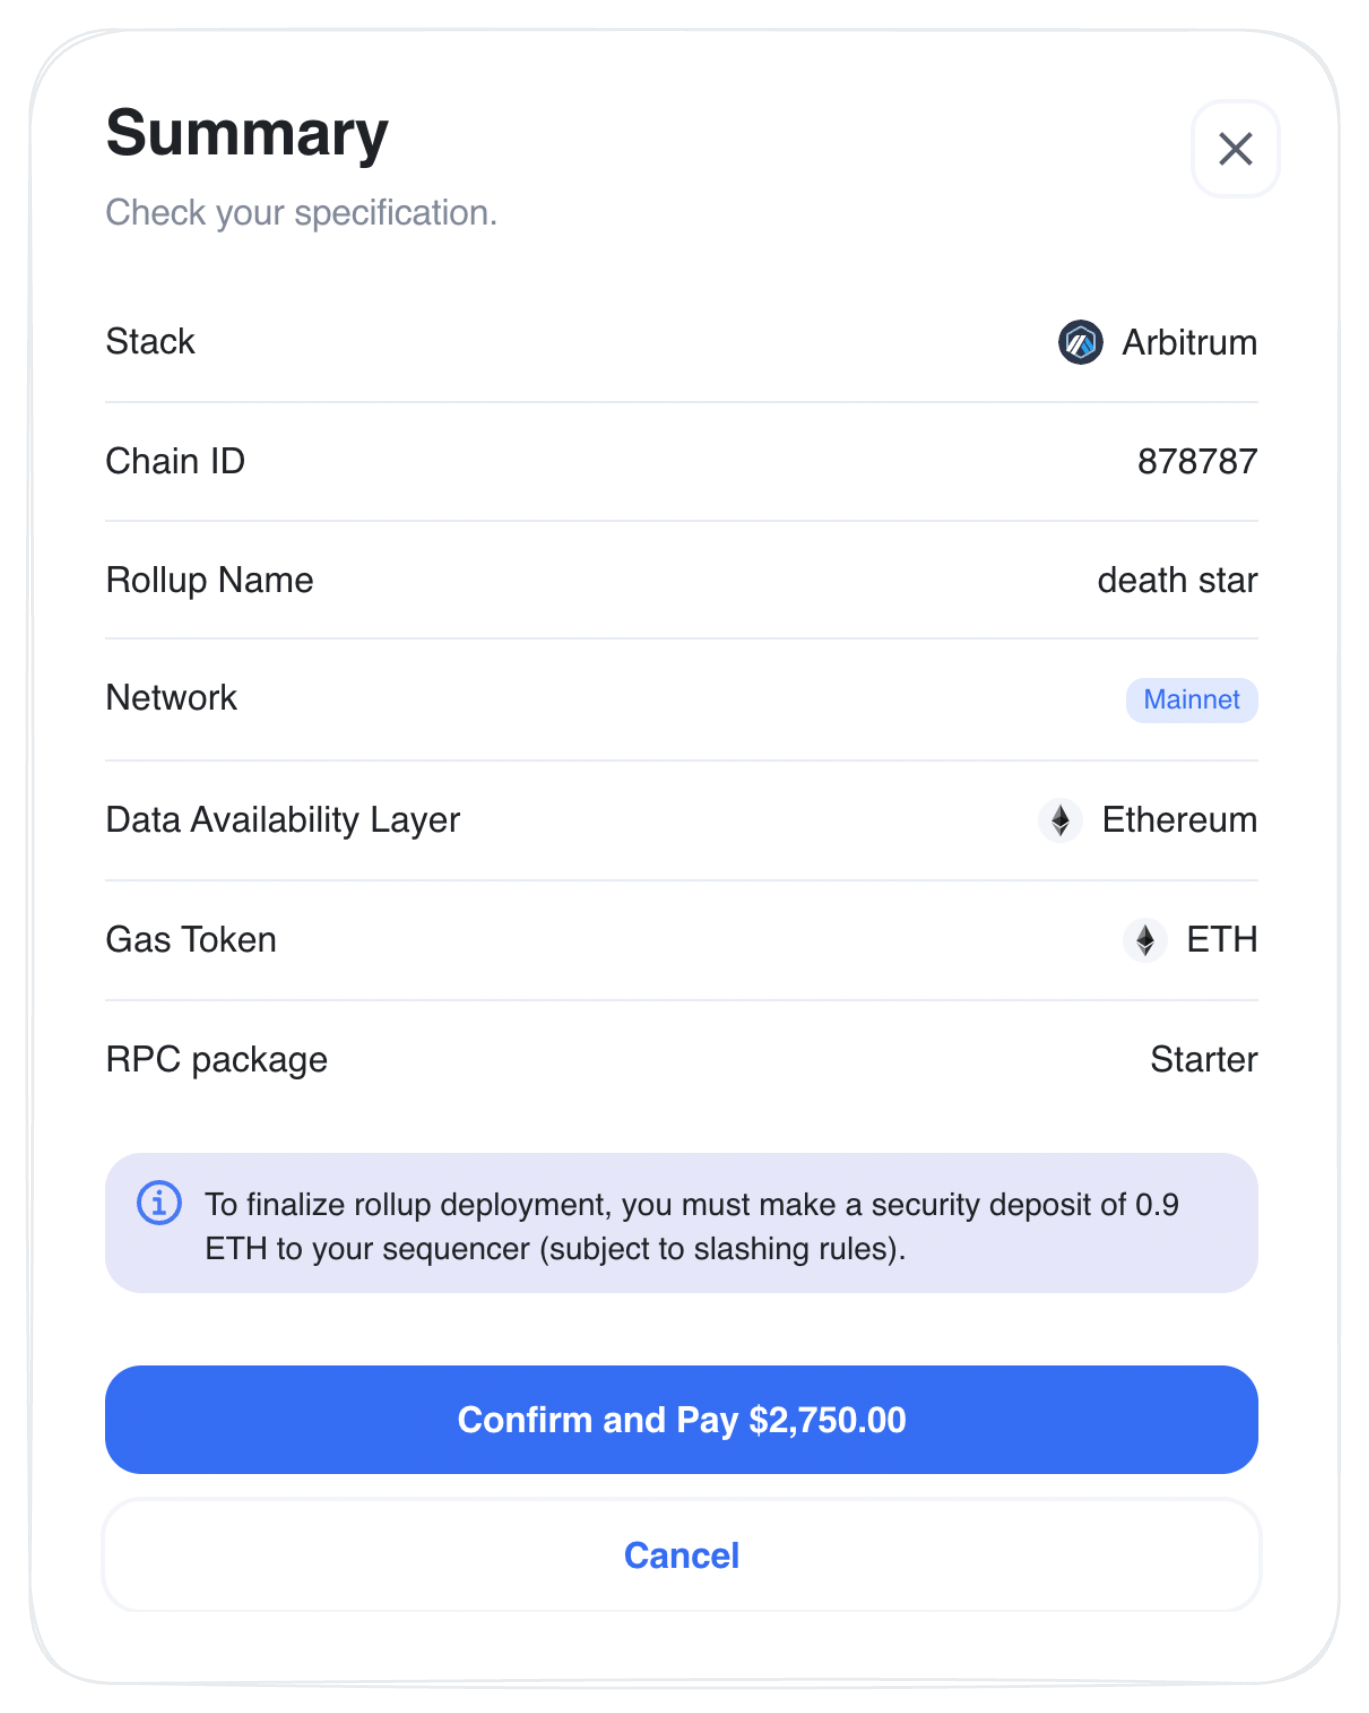 Summary
Check your specification.
Stack
Arbitrum
Chain ID
878787
Rollup Name
death star
Network
Mainnet
Data Availability Layer
Ethereum
Gas Token
ETH
RPC package
Starter
To finalize rollup deployment, you must make a security deposit of 0.9
ETH to your sequencer (subject to slashing rules).
Confirm and Pay $2,750.00
Cancel